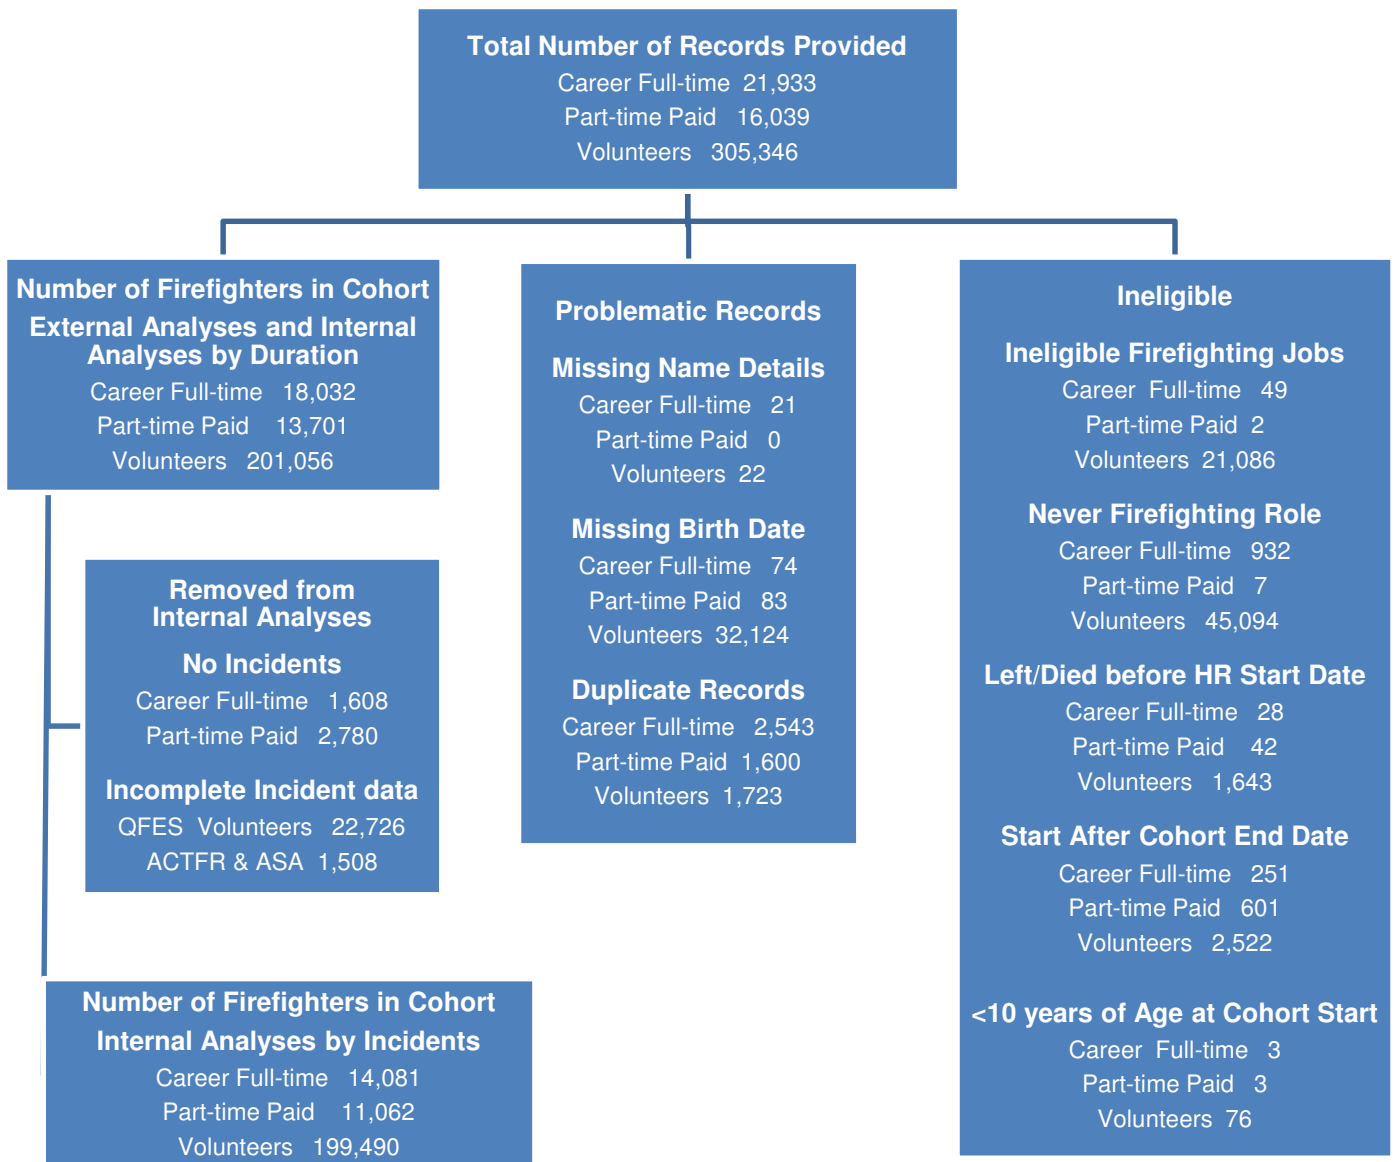 Total Number of Records Provided
Career Full-time 21,933
Part-time Paid 16,039
Volunteers 305,346
Number of Firefighters in Cohort
External Analyses and Internal
Analyses by Duration
Career Full-time 18,032
Part-time Paid 13,701
Volunteers 201,056
Removed from
Internal Analyses
No Incidents
Career Full-time 1,608
Part-time Paid 2,780
Incomplete Incident data
QFES Volunteers 22,726
ACTFR & ASA 1,508
Number of Firefighters in Cohort
Internal Analyses by Incidents
Career Full-time 14,081
Part-time Paid 11,062
Volunteers 199,490
Problematic Records
Missing Name Details
Career Full-time 21
Part-time Paid 0
Volunteers 22
Missing Birth Date
Career Full-time 74
Part-time Paid 83
Volunteers 32,124
Duplicate Records
Career Full-time 2,543
Part-time Paid 1,600
Volunteers 1,723
Ineligible
Ineligible Firefighting Jobs
Career Full-time 49
Part-time Paid 2
Volunteers 21,086
Never Firefighting Role
Career Full-time 932
Part-time Paid 7
Volunteers 45,094
Left/Died before HR Start Date
Career Full-time 28
Part-time Paid 42
Volunteers 1,643
Start After Cohort End Date
Career Full-time 251
Part-time Paid 601
Volunteers 2,522
<10 years of Age at Cohort Start
Career Full-time 3
Part-time Paid 3
Volunteers 76